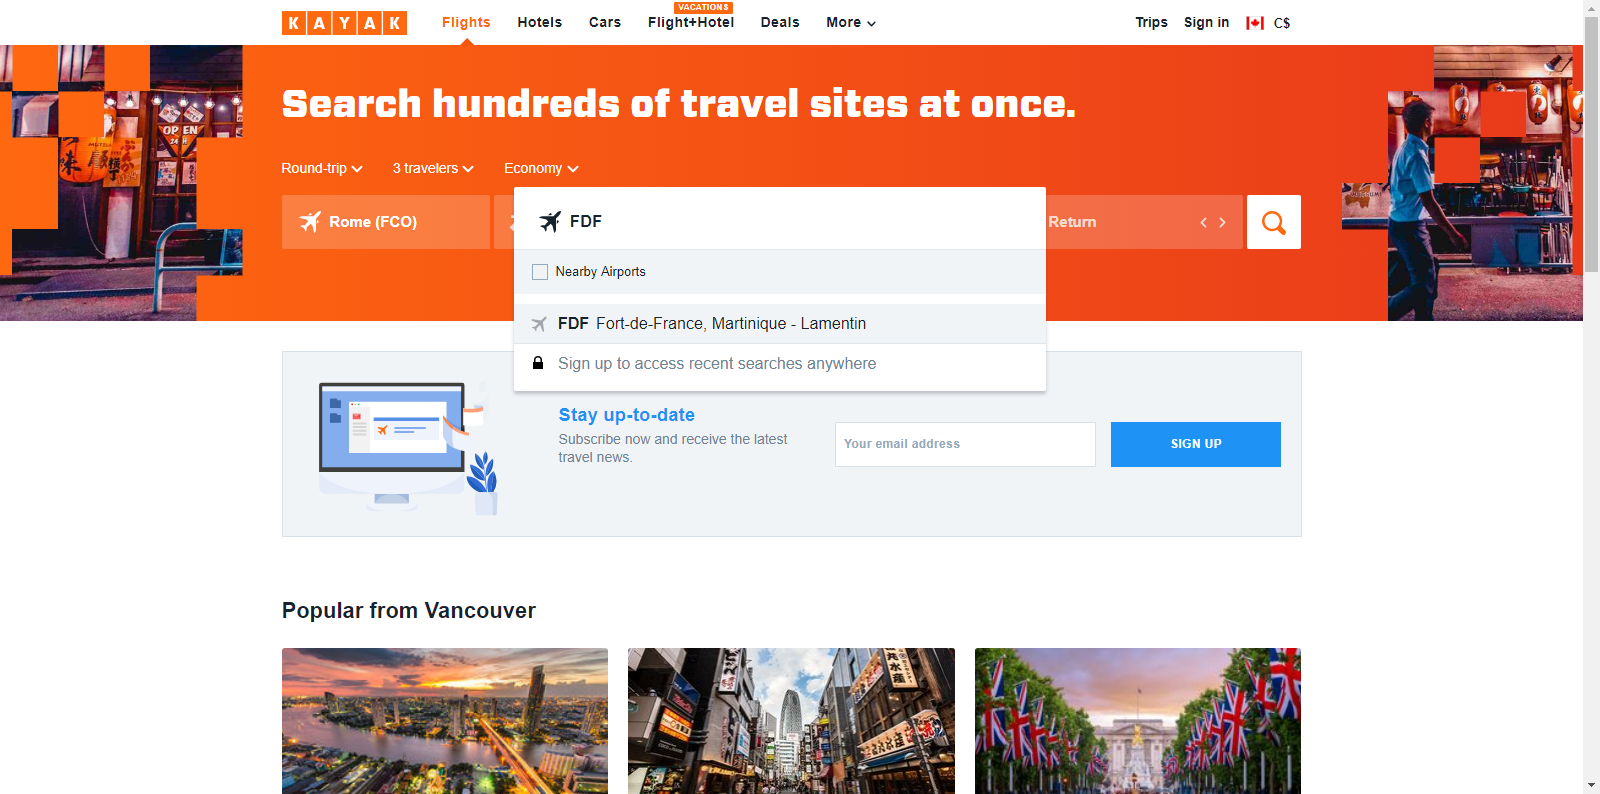 KAYAK
Flights
Hotels
Cars
VACATIONS
Flight+Hotel
Deals
More
Trips
Sign in
C$
Search hundreds of travel sites at once.
Round-trip
3 travelers
Economy
Rome (FCO)
FDF
Return
Nearby Airports
FDF Fort-de-France, Martinique - Lamentin
Sign up to access recent searches anywhere
Stay up-to-date
Subscribe now and receive the latest
travel news.
Your email address
SIGN UP
Popular from Vancouver
OPEN